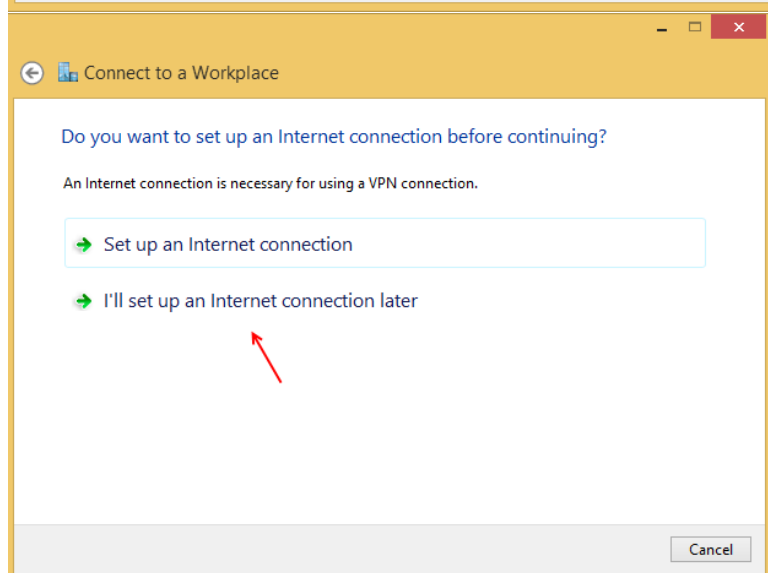 Connect to a Workplace
Do you want to set up an Internet connection before continuing?
An Internet connection is necessary for using a VPN connection.
Set up an Internet connection
I'll set up an Internet connection later
Cancel